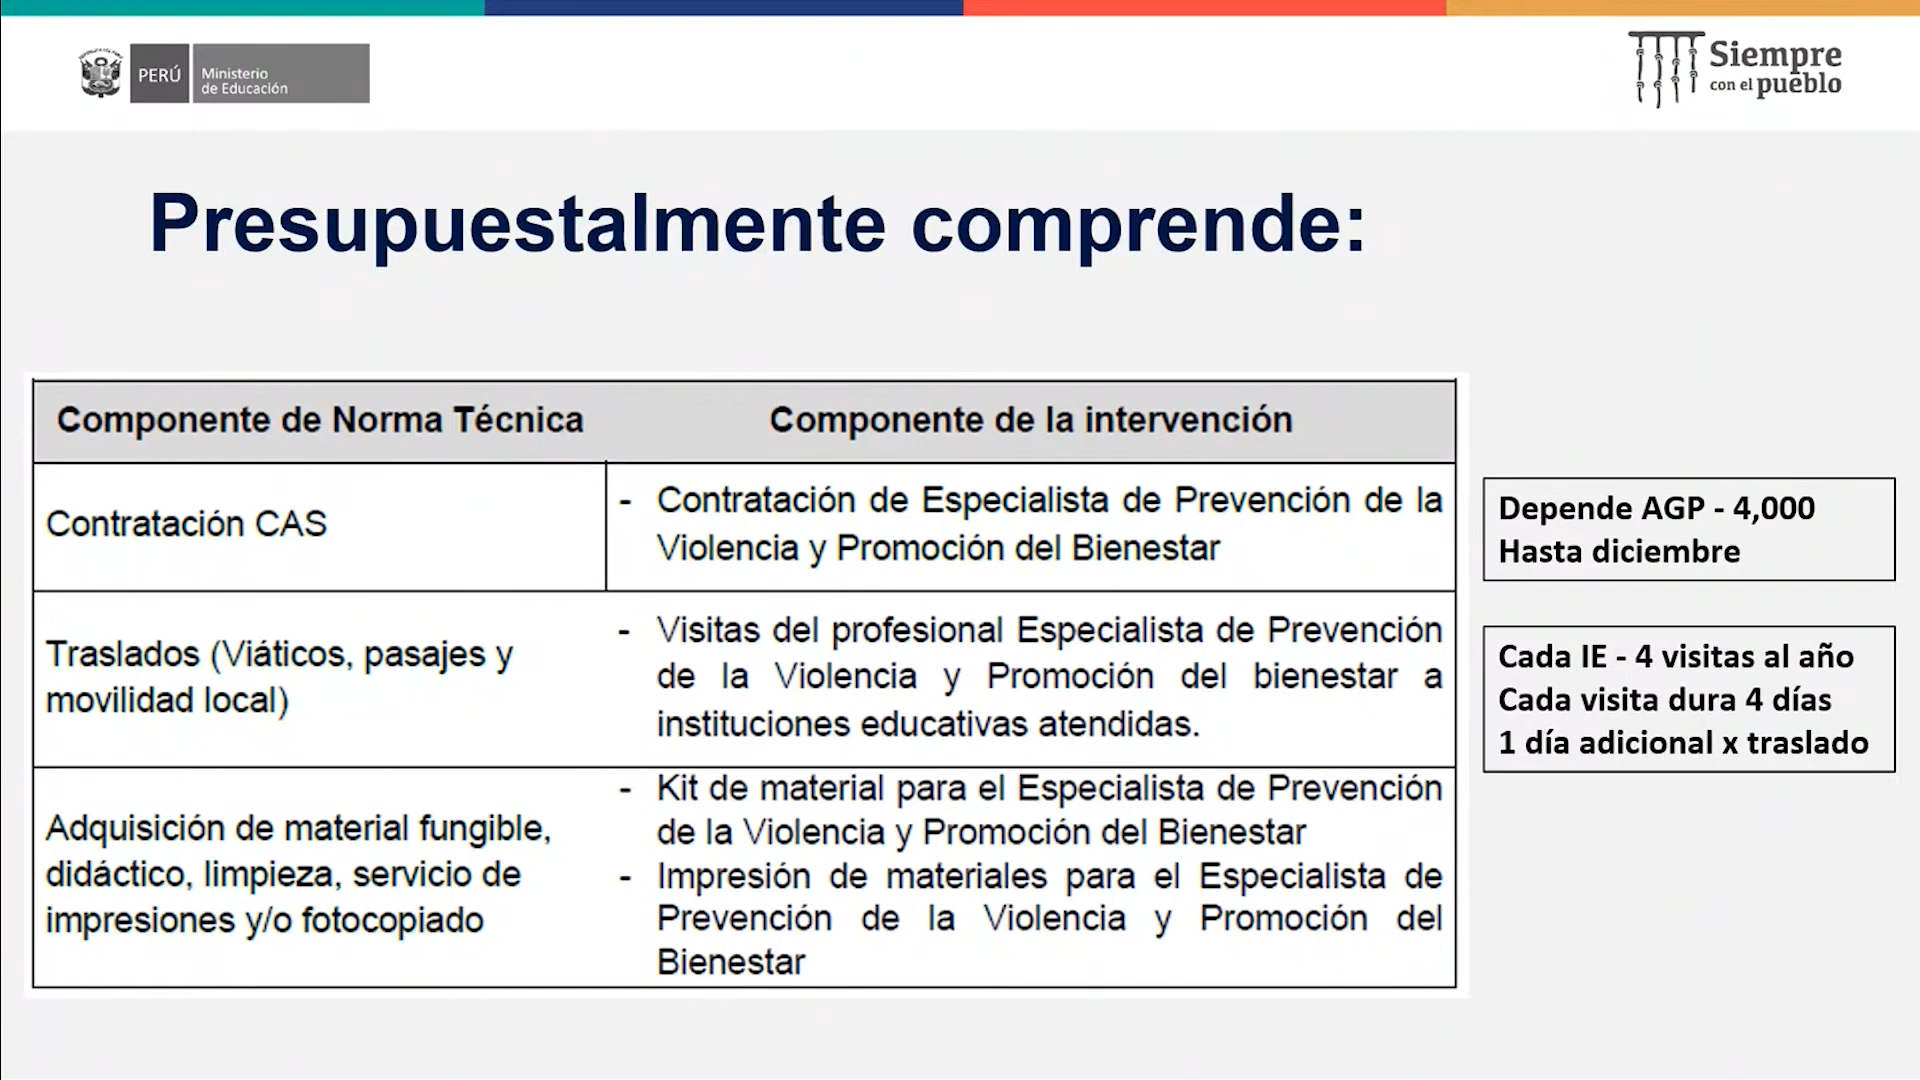 PERÚ
Ministerio
de Educación
Siempre
con el pueblo
Presupuestalmente comprende:
Componente de Norma Técnica
Componente de la intervención
Contratación CAS
- Contratación de Especialista de Prevención de la
Violencia y Promoción del Bienestar
Depende AGP - 4,000
Hasta diciembre
Traslados (Viáticos, pasajes y
movilidad local)
- Visitas del profesional Especialista de Prevención
de la Violencia y Promoción del bienestar a
instituciones educativas atendidas.
Cada IE - 4 visitas al año
Cada visita dura 4 días
1 día adicional x traslado
Adquisición de material fungible,
didáctico, limpieza, servicio de
impresiones y/o fotocopiado
- Kit de material para el Especialista de Prevención
de la Violencia y Promoción del Bienestar
- Impresión de materiales para el Especialista de
Prevención de la Violencia y Promoción del
Bienestar